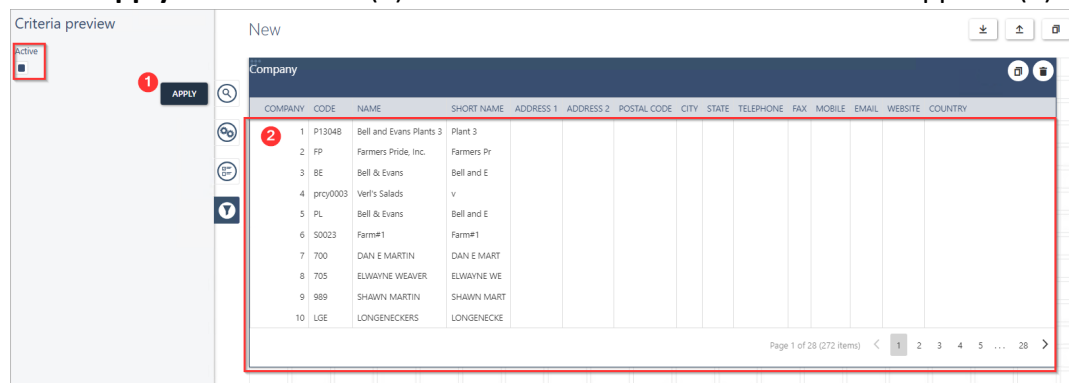 Criteria preview
Active
1
APPLY
New
Company
COMPANY CODE NAME SHORT NAME ADDRESS 1 ADDRESS 2 POSTAL CODE CITY STATE TELEPHONE FAX MOBILE EMAIL WEBSITE COUNTRY
2
1 P1304B Bell and Evans Plants 3 Plant 3
2 FP Farmers Pride, Inc. Farmers Pr
3 BE Bell & Evans Bell and E
4 prcy0003 Verl's Salads v
5 PL Bell & Evans Bell and E
6 S0023 Farm#1 Farm#1
7 700 DAN E MARTIN DAN E MART
8 705 ELWAYNE WEAVER ELWAYNE WE
9 989 SHAWN MARTIN SHAWN MART
10 LGE LONGENECKERS LONGENECKE
Page 1 of 28 (272 items) < 1 2 3 4 5 ... 28 >